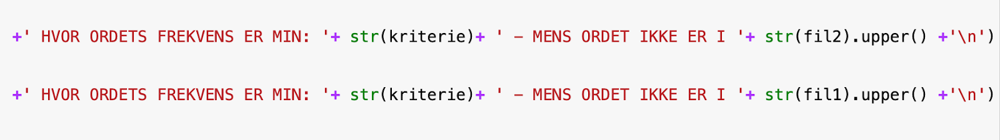 +' HVOR ORDETS FREKVENS ER MIN: '+ str(kriterie)+ ' - MENS ORDET IKKE ER I '+ str(fil2).upper() +'\n')
+' HVOR ORDETS FREKVENS ER MIN: '+ str(kriterie)+ ' - MENS ORDET IKKE ER I '+ str(fil1).upper() +'\n')